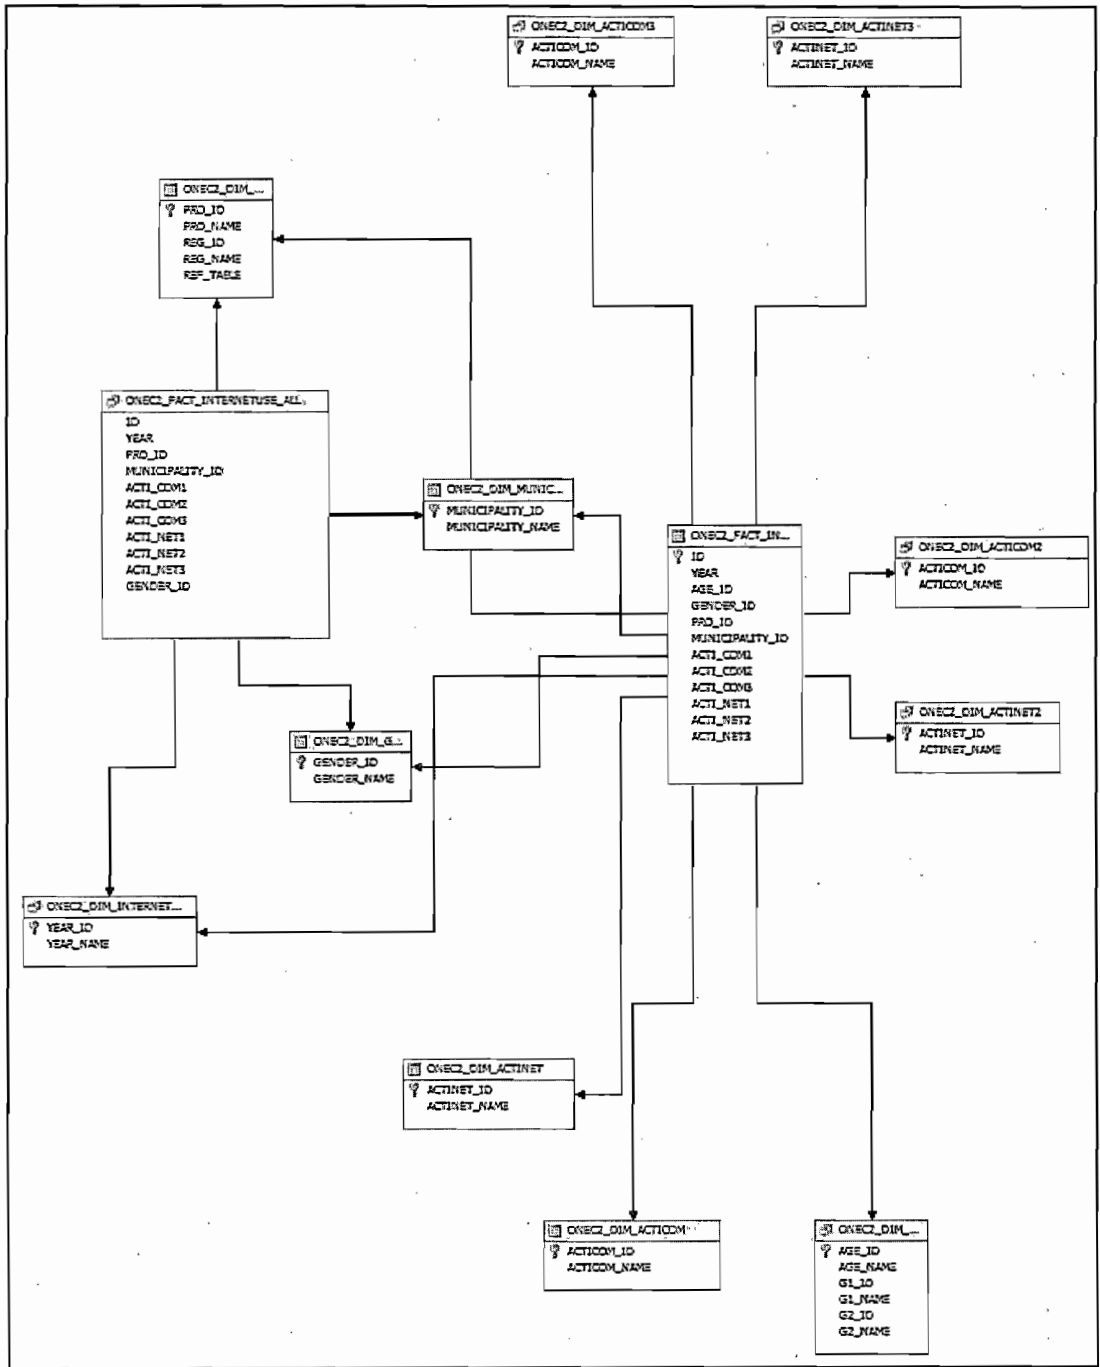 ONEC2_DIM_ACTICOM3
ACTICOM_ID
ACTICOM_NAME
ONEC2_DIM_ACTINET3
ACTINET_ID
ACTINET_NAME
ONEC2_DIM_...
PRO_ID
PRO_NAME
REG_ID
REG_NAME
REF_TABLE
ONEC2_FACT_INTERNETUSE_ALL
ID
YEAR
PRO_ID
MUNICIPALITY_ID
ACTI_COM1
ACTI_COM2
ACTI_COM3
ACTI_NET1
ACTI_NET2
ACTI_NET3
GENDER_ID
ONEC2_DIM_MUNIC...
MUNICIPALITY_ID
MUNICIPALITY_NAME
ONEC2_FACT_IN...
ID
YEAR
AGE_ID
GENDER_ID
PRO_ID
MUNICIPALITY_ID
ACTI_COM1
ACTI_COM2
ACTI_COM3
ACTI_NET1
ACTI_NET2
ACTI_NET3
ONEC2_DIM_ACTICOM2
ACTICOM_ID
ACTICOM_NAME
ONEC2_DIM_ACTINET2
ACTINET_ID
ACTINET_NAME
ONEC2_DIM_G...
GENDER_ID
GENDER_NAME
ONEC2_DIM_INTERNET...
YEAR_ID
YEAR_NAME
ONEC2_DIM_ACTINET
ACTINET_ID
ACTINET_NAME
ONEC2_DIM_ACTICOM
ACTICOM_ID
ACTICOM_NAME
ONEC2_DIM_...
AGE_ID
AGE_NAME
G1_ID
G1_NAME
G2_ID
G2_NAME